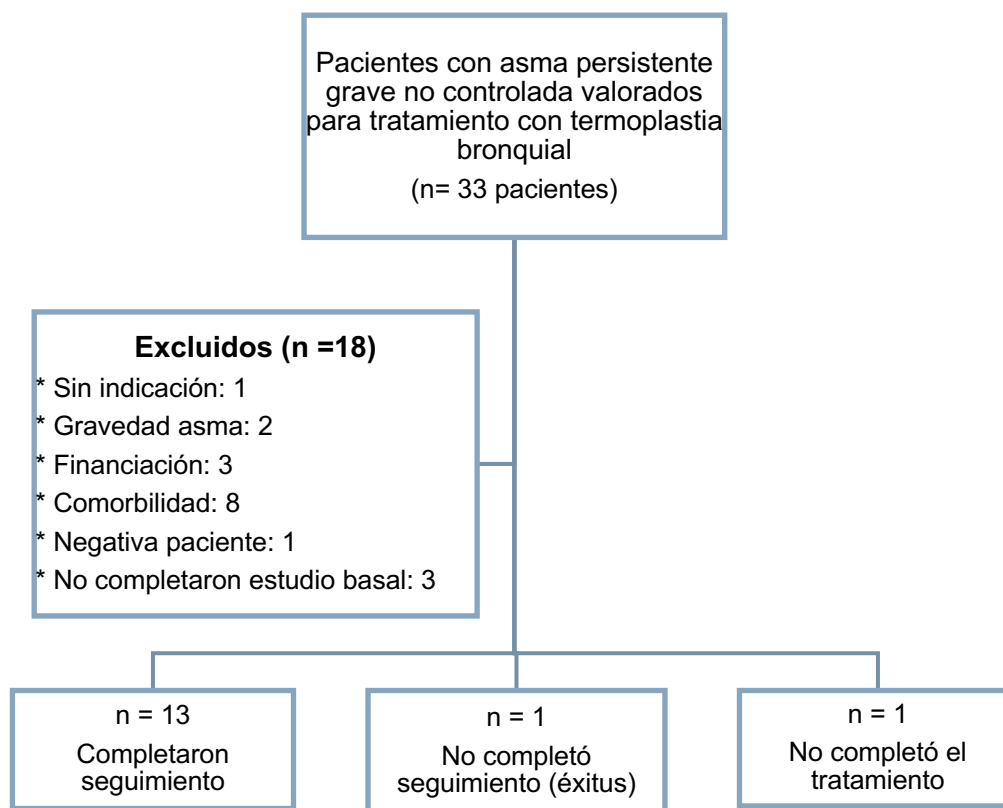 Pacientes con asma persistente
grave no controlada valorados
para tratamiento con termoplastia
bronquial
(n= 33 pacientes)
Excluidos (n =18)
* Sin indicación: 1
* Gravedad asma: 2
* Financiación: 3
* Comorbilidad: 8
* Negativa paciente: 1
* No completaron estudio basal: 3
n = 13
Completaron
seguimiento
n = 1
No completó
seguimiento (éxitus)
n = 1
No completó el
tratamiento